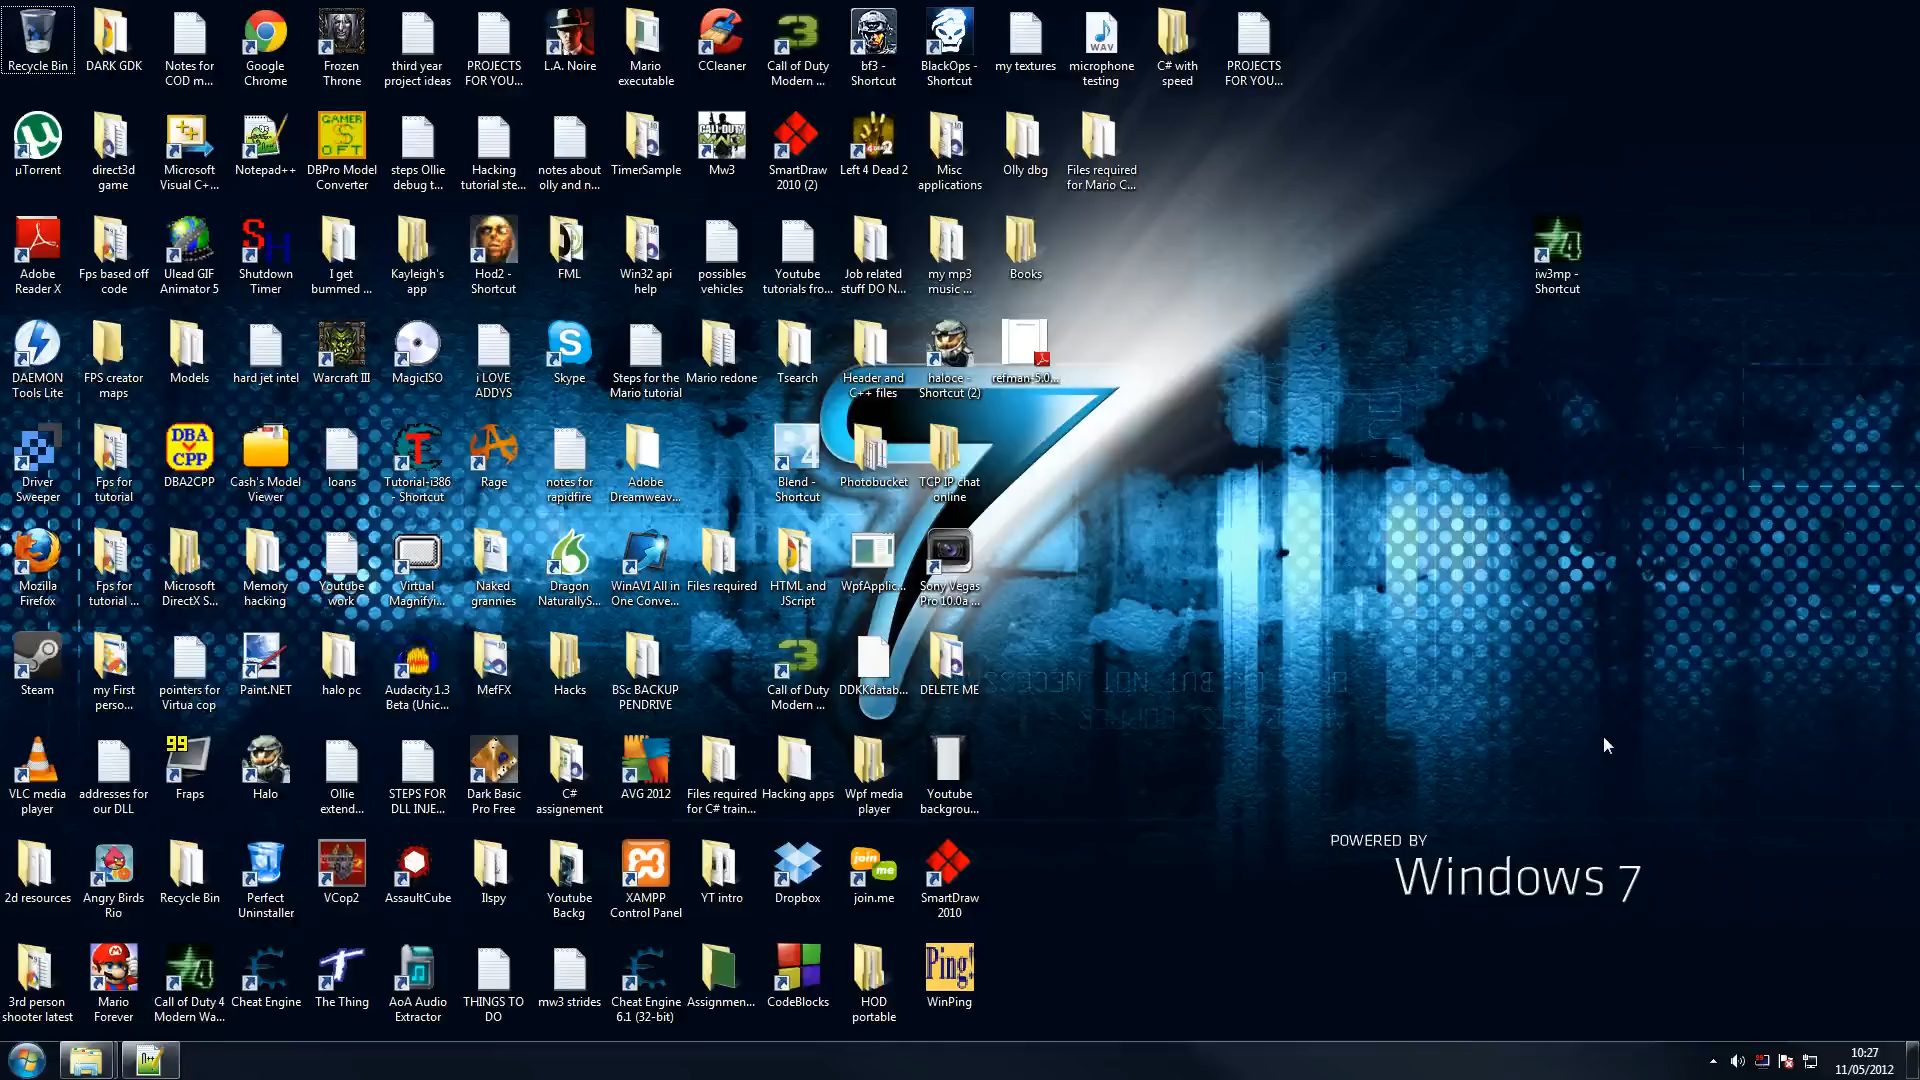 Recycle Bin
DARK GDK
Notes for
COD m...
Google
Chrome
Frozen
Throne
third year
project ideas
PROJECTS
FOR YOU...
L.A. Noire
Mario
executable
CCleaner
Call of Duty
Modern ...
bf3 -
Shortcut
BlackOps -
Shortcut
my textures
WAV
microphone
testing
C# with
speed
PROJECTS
FOR YOU...
µTorrent
direct3d
game
Microsoft
Visual C+...
Notepad++
GAMER
SOFT
DBPro Model
Converter
steps Ollie
debug t...
Hacking
tutorial ste...
notes about
olly and n...
TimerSample
CALL OF DUTY
MW3
Mw3
SmartDraw
2010 (2)
Left 4 Dead 2
Misc
applications
Olly dbg
Files required
for Mario C...
Adobe
Reader X
Fps based off
code
Ulead GIF
Animator 5
SH
Shutdown
Timer
I get
bummed ...
Kayleigh's
app
Hod2 -
Shortcut
FML
Win32 api
help
possibles
vehicles
Youtube
tutorials fro...
Job related
stuff DO N...
my mp3
music ...
Books
iw3mp -
Shortcut
DAEMON
Tools Lite
FPS creator
maps
Models
hard jet intel
Warcraft III
MagicISO
i LOVE
ADDYS
Skype
Steps for the
Mario tutorial
Mario redone
Tsearch
Header and
C++ files
haloce -
Shortcut (2)
refman-5.0...
Driver
Sweeper
Fps for
tutorial
DBA
CPP
DBA2CPP
Cash's Model
Viewer
loans
Tutorial-i386
- Shortcut
Rage
notes for
rapidfire
Adobe
Dreamweav...
Blend -
Shortcut
Photobucket
TCP IP chat
online
Mozilla
Firefox
Fps for
tutorial ...
Microsoft
DirectX S...
Memory
hacking
Youtube
work
Virtual
Magnifyi...
Naked
grannies
Dragon
NaturallyS...
WinAVI All in
One Conve...
Files required
HTML and
JScript
WpfApplic...
Sony Vegas
Pro 10.0a ...
Steam
my First
perso...
pointers for
Virtua cop
Paint.NET
halo pc
Audacity 1.3
Beta (Unic...
MefFX
Hacks
BSc BACKUP
PENDRIVE
Call of Duty
Modern ...
DDKKdatab...
DELETE ME
VLC media
player
addresses for
our DLL
99
Fraps
Halo
Ollie
extend...
STEPS FOR
DLL INJE...
Dark Basic
Pro Free
C#
assignement
AVG 2012
Files required
for C# train...
Hacking apps
Wpf media
player
Youtube
backgrou...
2d resources
Angry Birds
Rio
Recycle Bin
Perfect
Uninstaller
VCop2
AssaultCube
Ilspy
Youtube
Backg
XAMPP
Control Panel
YT intro
Dropbox
join
me
join.me
SmartDraw
2010
3rd person
shooter latest
Mario
Forever
Call of Duty 4
Modern Wa...
Cheat Engine
The Thing
AoA Audio
Extractor
THINGS TO
DO
mw3 strides
Cheat Engine
6.1 (32-bit)
Assignmen...
CodeBlocks
HOD
portable
Ping!
WinPing
POWERED BY
Windows 7
10:27
11/05/2012